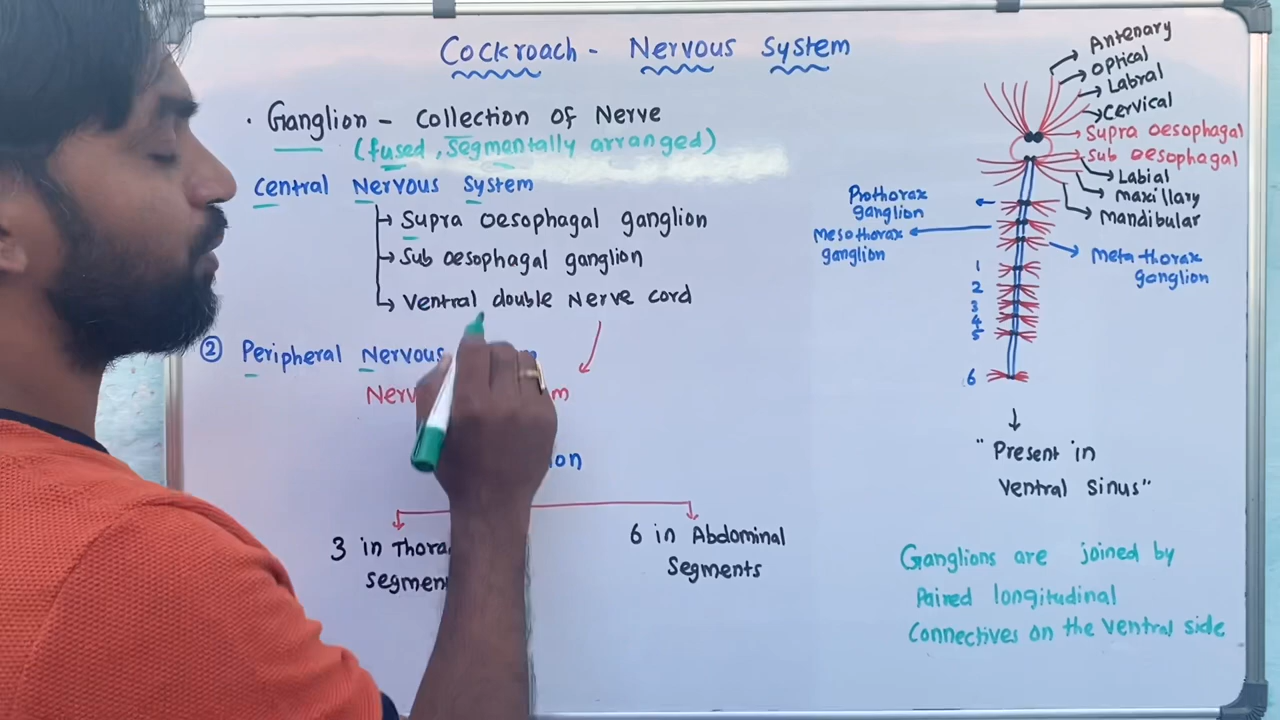 Cockroach - Nervous System
· Ganglion - Collection of Nerve
(fused, segmentally arranged)
Central Nervous System
Supra oesophagal ganglion
Sub oesophagal ganglion
Ventral double Nerve cord
② Peripheral Nervous
3 in
6 in Abdominal
Segments
Antenary
Optical
Labral
Cervical
Supra oesophagal
Sub oesophagal
Labial
Maxillary
Mandibular
Prothorax
ganglion
Mesothorax
ganglion
Meta thorax
ganglion
1
2
3
4
5
6
"Present in
Ventral Sinus"
Ganglions are joined by
Paired longitudinal
Connectives on the ventral side